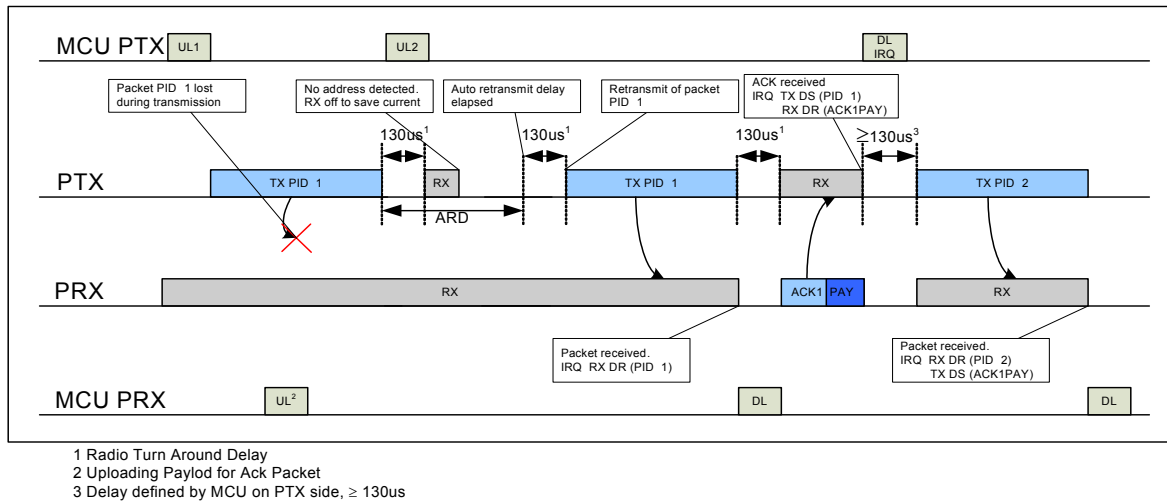 MCU PTX
UL1
UL2
DL
IRQ
Packet PID 1 lost
during transmission
No address detected.
RX off to save current
Auto retransmit delay
elapsed
Retransmit of packet
PID 1
ACK received
IRQ TX DS (PID 1)
RX DR (ACK1PAY)
130us1
130us1
130us1
≥130us3
PTX
TX PID 1
RX
TX PID 1
RX
TX PID 2
ARD
PRX
RX
ACK1
PAY
RX
Packet received.
IRQ RX DR (PID 1)
Packet received.
IRQ RX DR (PID 2)
TX DS (ACK1PAY)
MCU PRX
UL2
DL
DL
1 Radio Turn Around Delay
2 Uploading Paylod for Ack Packet
3 Delay defined by MCU on PTX side, ≥ 130us